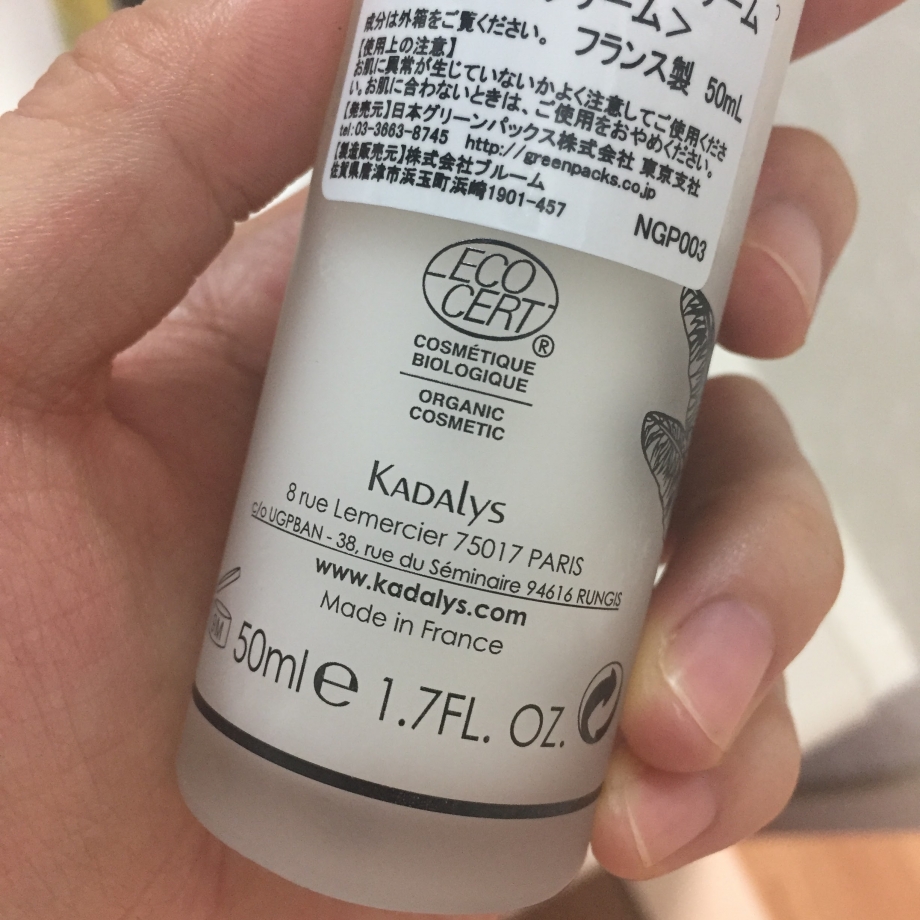 ーム
リーム＞
成分は外箱をご覧ください。 フランス製 50mL
【使用上の注意】
お肌に異常が生じていないかよく注意してご使用くださ
い。お肌に合わないときは、ご使用をおやめください。
【発売元】日本グリーンパックス株式会社 東京支社
tel:03-3663-8745 http://greenpacks.co.jp
【製造販売元】株式会社ブルーム
佐賀県唐津市浜玉町浜崎1901-457
NGP003
ECO
CERT
®
COSMÉTIQUE
BIOLOGIQUE
ORGANIC
COSMETIC
KADALYS
8 rue Lemercier 75017 PARIS
c/o UGPBAN - 38, rue du Séminaire 94616 RUNGIS
www.kadalys.com
Made in France
50ml e 1.7FL. OZ.